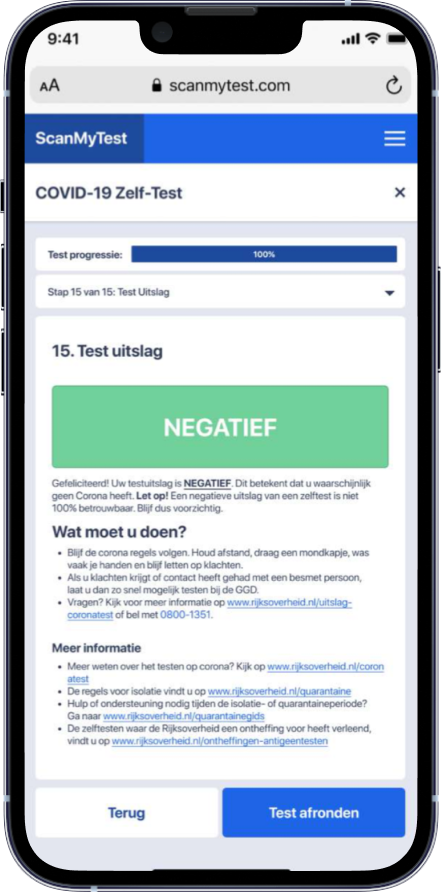 9:41
AA scanmytest.com
ScanMyTest
COVID-19 Zelf-Test ×
Test progressie: 100%
Stap 15 van 15: Test Uitslag
15. Test uitslag
NEGATIEF
Gefeliciteerd! Uw testuitslag is NEGATIEF. Dit betekent dat u waarschijnlijk
geen Corona heeft. Let op! Een negatieve uitslag van een zelftest is niet
100% betrouwbaar. Blijf dus voorzichtig.
Wat moet u doen?
• Blijf de corona regels volgen. Houd afstand, draag een mondkapje, was
vaak je handen en blijf letten op klachten.
• Als u klachten krijgt of contact heeft gehad met een besmet persoon,
laat u dan zo snel mogelijk testen bij de GGD.
• Vragen? Kijk voor meer informatie op www.rijksoverheid.nl/uitslag-
coronatest of bel met 0800-1351.
Meer informatie
• Meer weten over het testen op corona? Kijk op www.rijksoverheid.nl/coron
atest
• De regels voor isolatie vindt u op www.rijksoverheid.nl/quarantaine
• Hulp of ondersteuning nodig tijden de isolatie- of quarantaineperiode?
Ga naar www.rijksoverheid.nl/quarantainegids
• De zelftesten waar de Rijksoverheid een ontheffing voor heeft verleend,
vindt u op www.rijksoverheid.nl/ontheffingen-antigeentesten
Terug
Test afronden